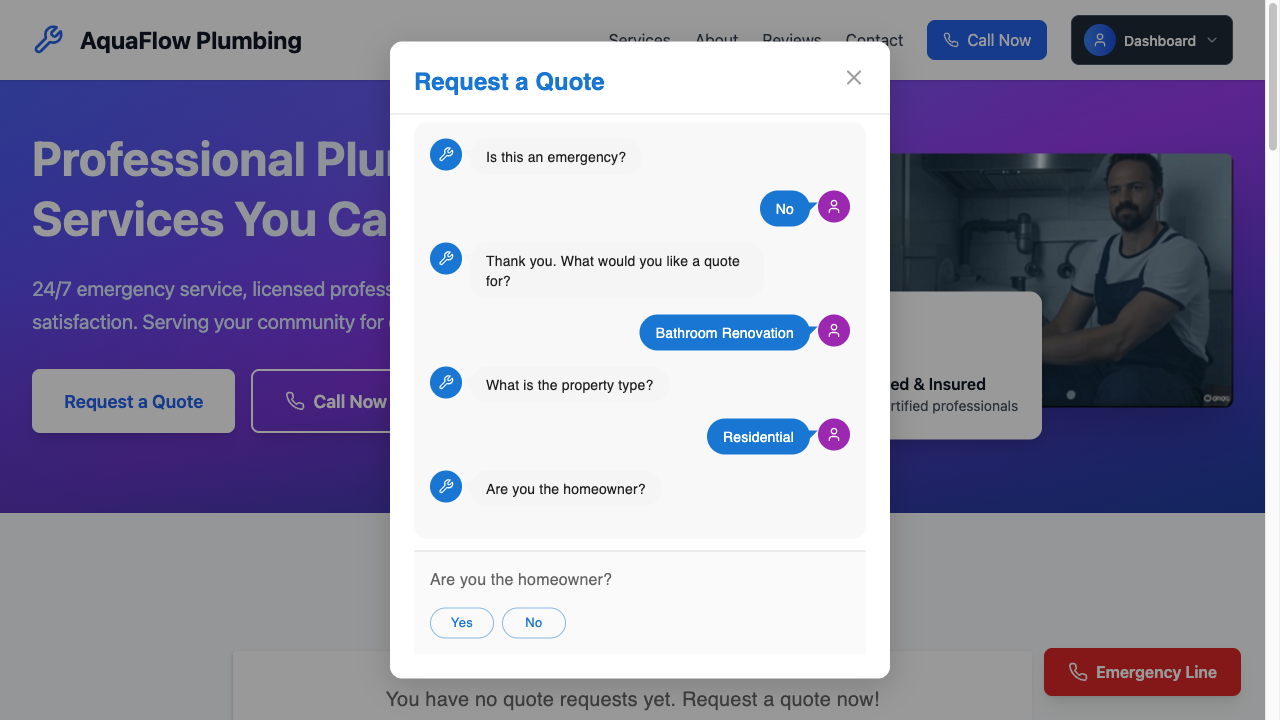 AquaFlow Plumbing
Services About Reviews Contact
Call Now
Dashboard
Request a Quote
Professional Plu
Services You Ca
24/7 emergency service, licensed profess
satisfaction. Serving your community for
Request a Quote
Call Now
Is this an emergency?
No
Thank you. What would you like a quote
for?
Bathroom Renovation
What is the property type?
Residential
Are you the homeowner?
Are you the homeowner?
Yes
No
ed & Insured
rtified professionals
Emergency Line
You have no quote requests yet. Request a quote now!